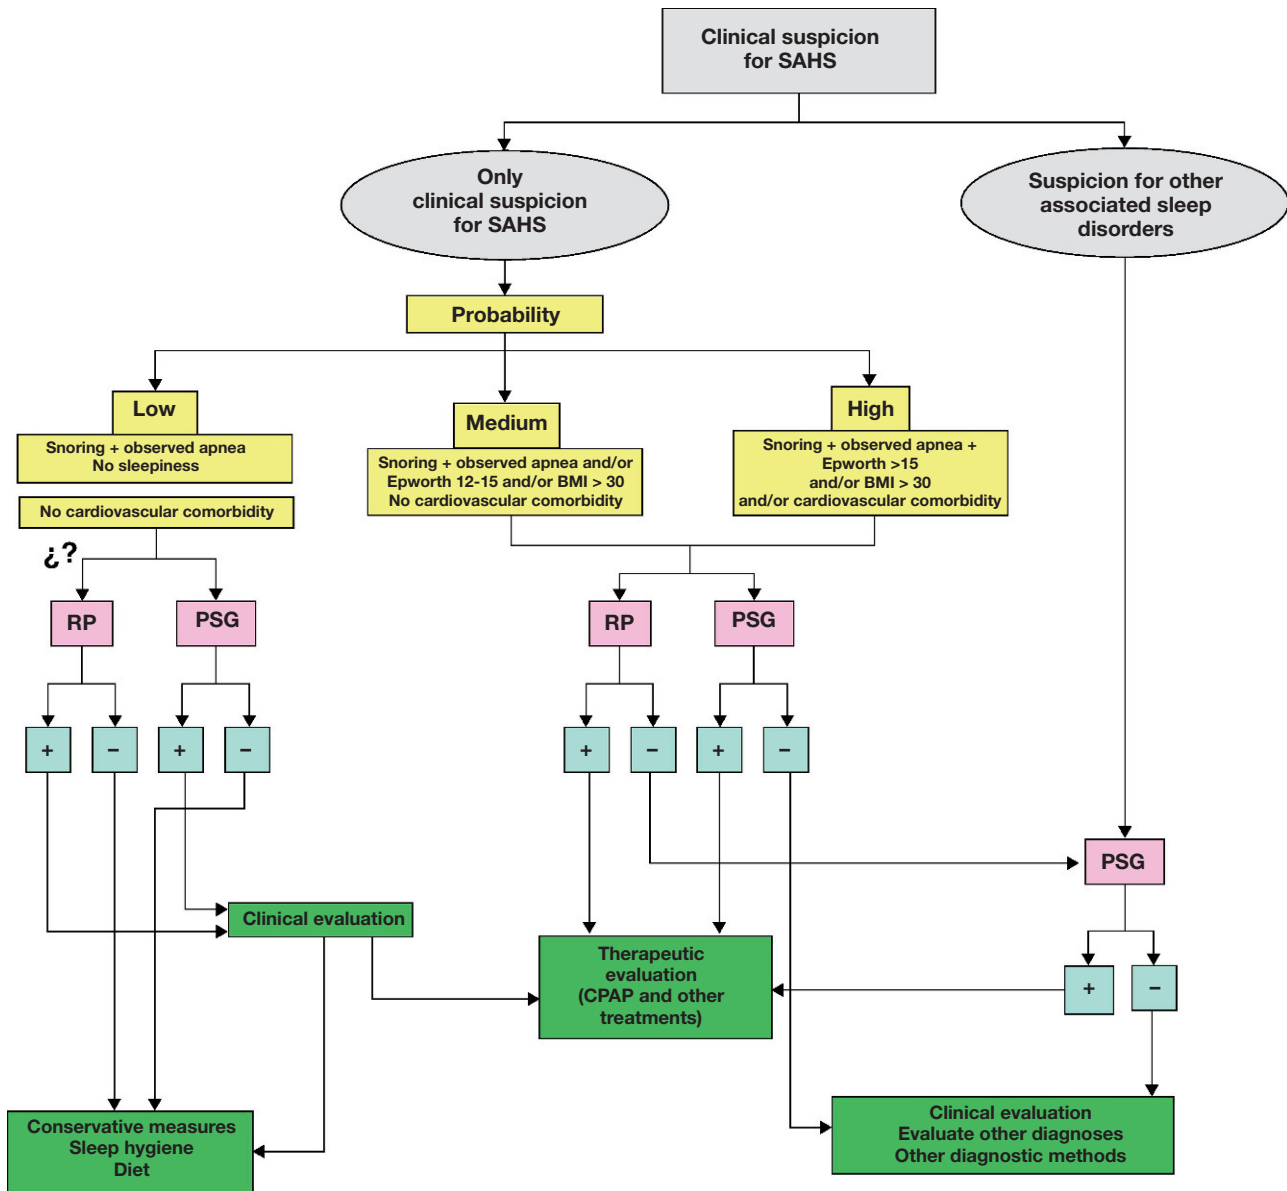 Clinical suspicion
for SAHS
Only
clinical suspicion
for SAHS
Suspicion for other
associated sleep
disorders
Probability
Low
Snoring + observed apnea
No sleepiness
No cardiovascular comorbidity
Medium
Snoring + observed apnea and/or
Epworth 12-15 and/or BMI > 30
No cardiovascular comorbidity
High
Snoring + observed apnea +
Epworth >15
and/or BMI > 30
and/or cardiovascular comorbidity
¿?
RP
PSG
RP
PSG
+
−
+
−
+
−
+
−
PSG
+
−
Clinical evaluation
Therapeutic
evaluation
(CPAP and other
treatments)
Conservative measures
Sleep hygiene
Diet
Clinical evaluation
Evaluate other diagnoses
Other diagnostic methods